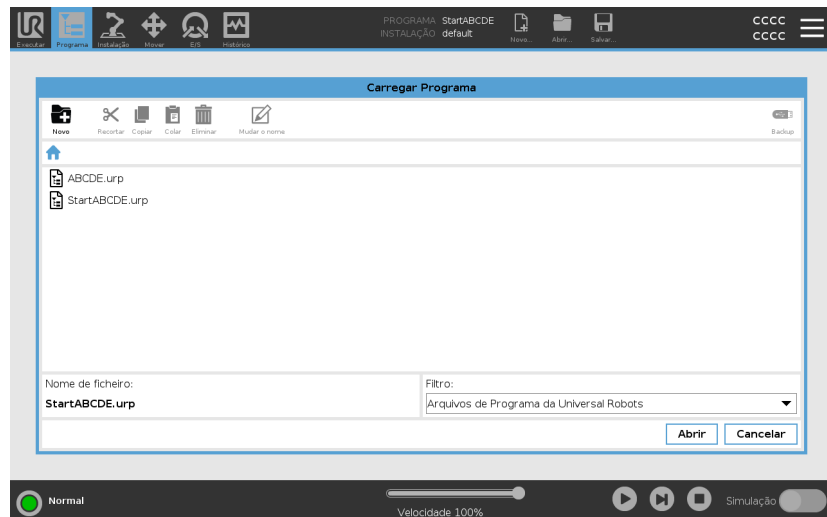 UR
PROGRAMA StartABCDE
INSTALAÇÃO default
cccc
cccc
Executar Programa Instalação Mover E/S Histórico Novo... Abrir... Salvar...
Carregar Programa
Novo Recortar Copiar Colar Eliminar Mudar o nome Backup
ABCDE.urp
StartABCDE.urp
Nome de ficheiro: Filtro:
StartABCDE.urp Arquivos de Programa da Universal Robots
Abrir Cancelar
Normal
Velocidade 100%
Simulação